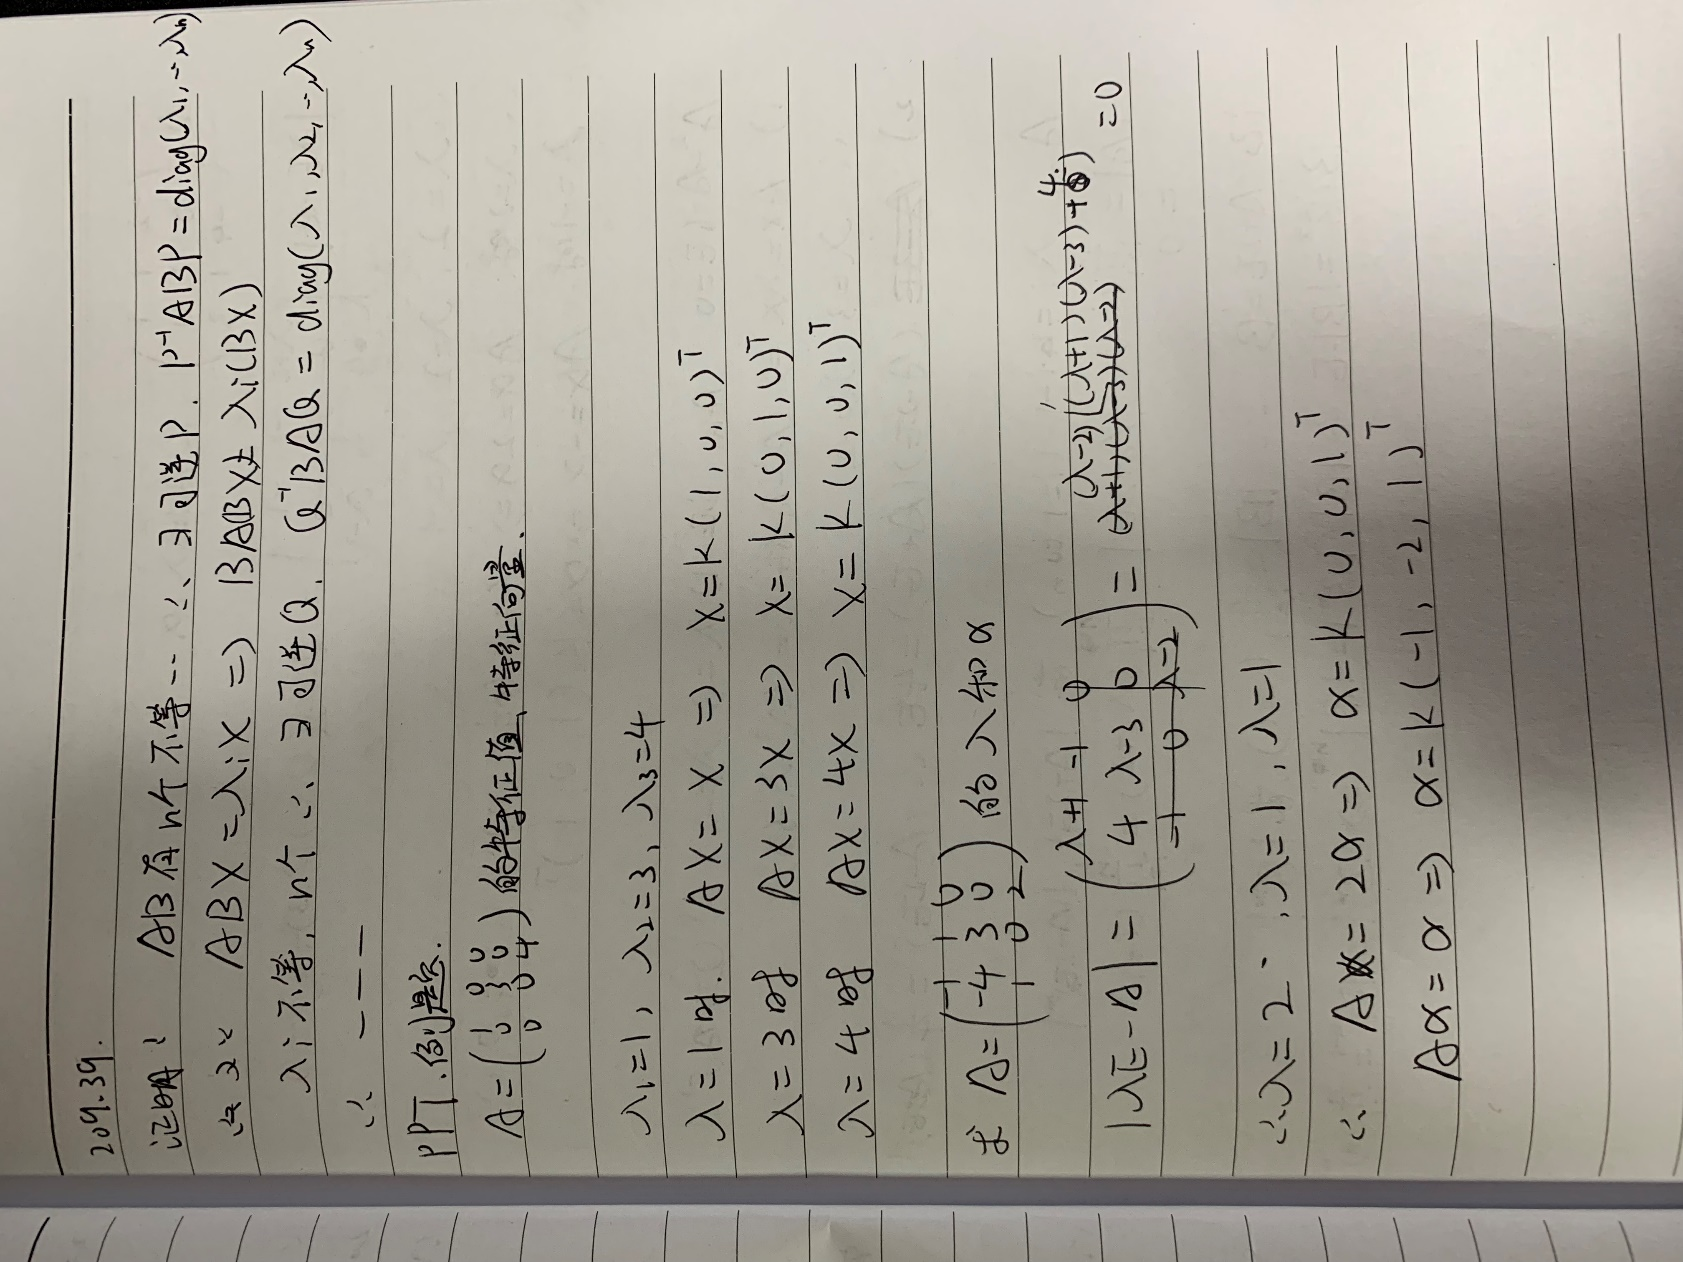 209.39.
证明: AB有n个不等… ∴ ∃可逆P. P⁻¹ABP=diag(λ₁,…,λₙ)
又∵ ABX=λᵢX => BABX= λᵢ(BX)
λᵢ不等, n个 ∴ ∃可逆Q. Q⁻¹BAQ = diag(λ₁,λ₂,…,λₙ)
∴ ———
PPT.例题.
A=(1 0 0
0 3 0
0 0 4)的特征值、特征向量.
λ₁=1, λ₂=3, λ₃=4
λ=1时. AX=X => X=k(1,0,0)ᵀ
λ=3时 AX=3X => X=k(0,1,0)ᵀ
λ=4时 AX=4X => X=k(0,0,1)ᵀ
求 A=(-1 1 0
-4 3 0
1 0 2) 的λ和α
|λE-A|=(λ+1 -1 0
4 λ-3 0
-1 0 λ-2) = (λ-2)[(λ+1)(λ-3)+4] =0
(λ+1)(λ-3)(λ-2)
∴λ=2, λ=1, λ=1
∴ Aα=2α => α=k(0,0,1)ᵀ
Aα=α => α=k(-1,-2,1)ᵀ